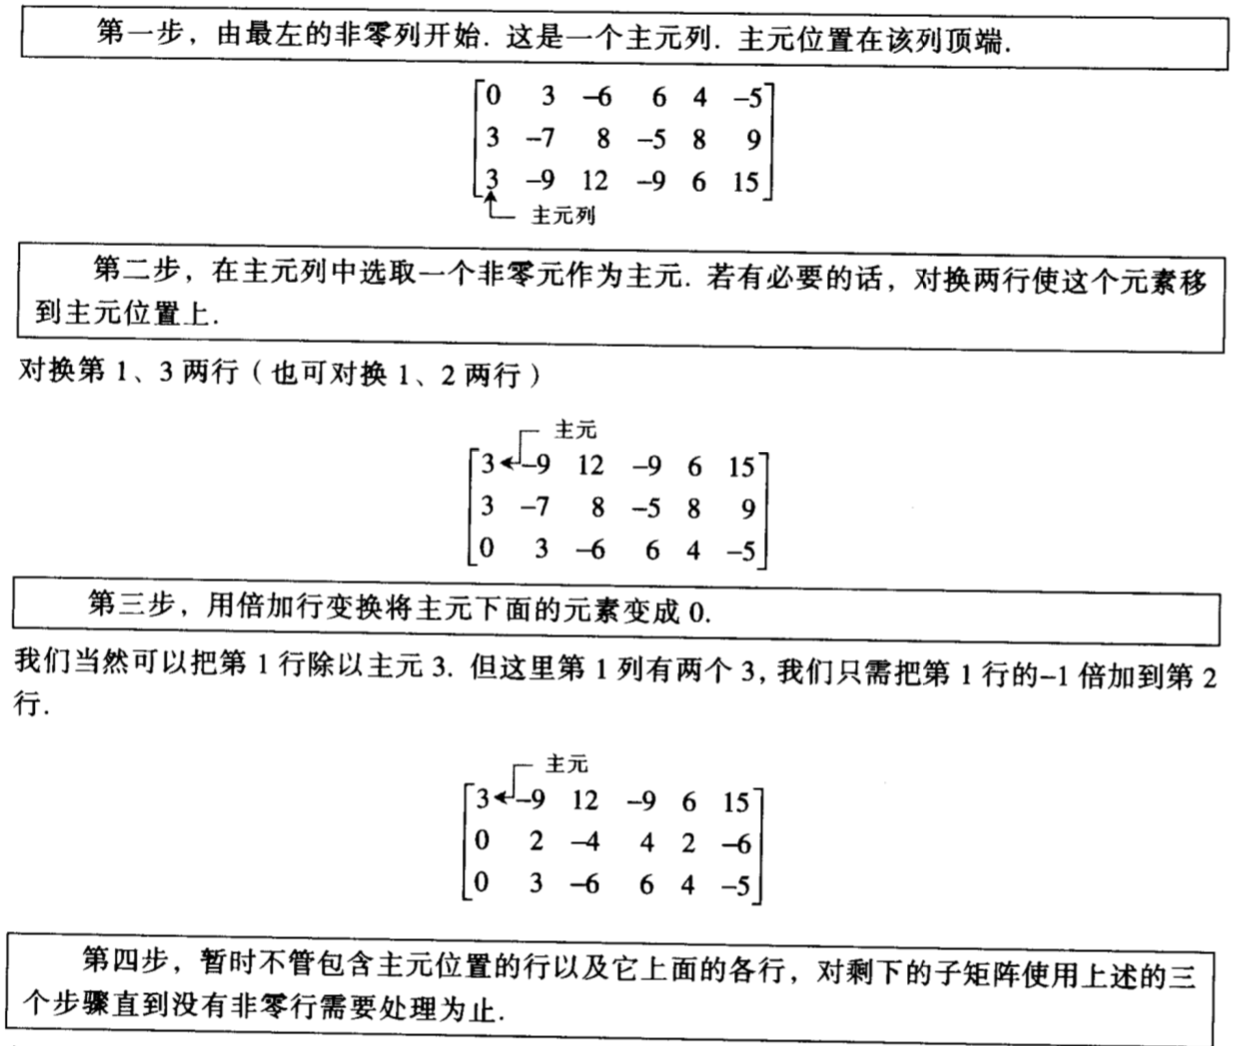 第一步，由最左的非零列开始. 这是一个主元列. 主元位置在该列顶端.
0 3 –6 6 4 –5
3 –7 8 –5 8 9
3 –9 12 –9 6 15
主元列
第二步，在主元列中选取一个非零元作为主元. 若有必要的话，对换两行使这个元素移
到主元位置上.
对换第 1、3 两行（也可对换 1、2 两行）
主元
3 –9 12 –9 6 15
3 –7 8 –5 8 9
0 3 –6 6 4 –5
第三步，用倍加行变换将主元下面的元素变成 0.
我们当然可以把第 1 行除以主元 3. 但这里第 1 列有两个 3, 我们只需把第 1 行的–1 倍加到第 2
行.
主元
3 –9 12 –9 6 15
0 2 –4 4 2 –6
0 3 –6 6 4 –5
第四步，暂时不管包含主元位置的行以及它上面的各行，对剩下的子矩阵使用上述的三
个步骤直到没有非零行需要处理为止.